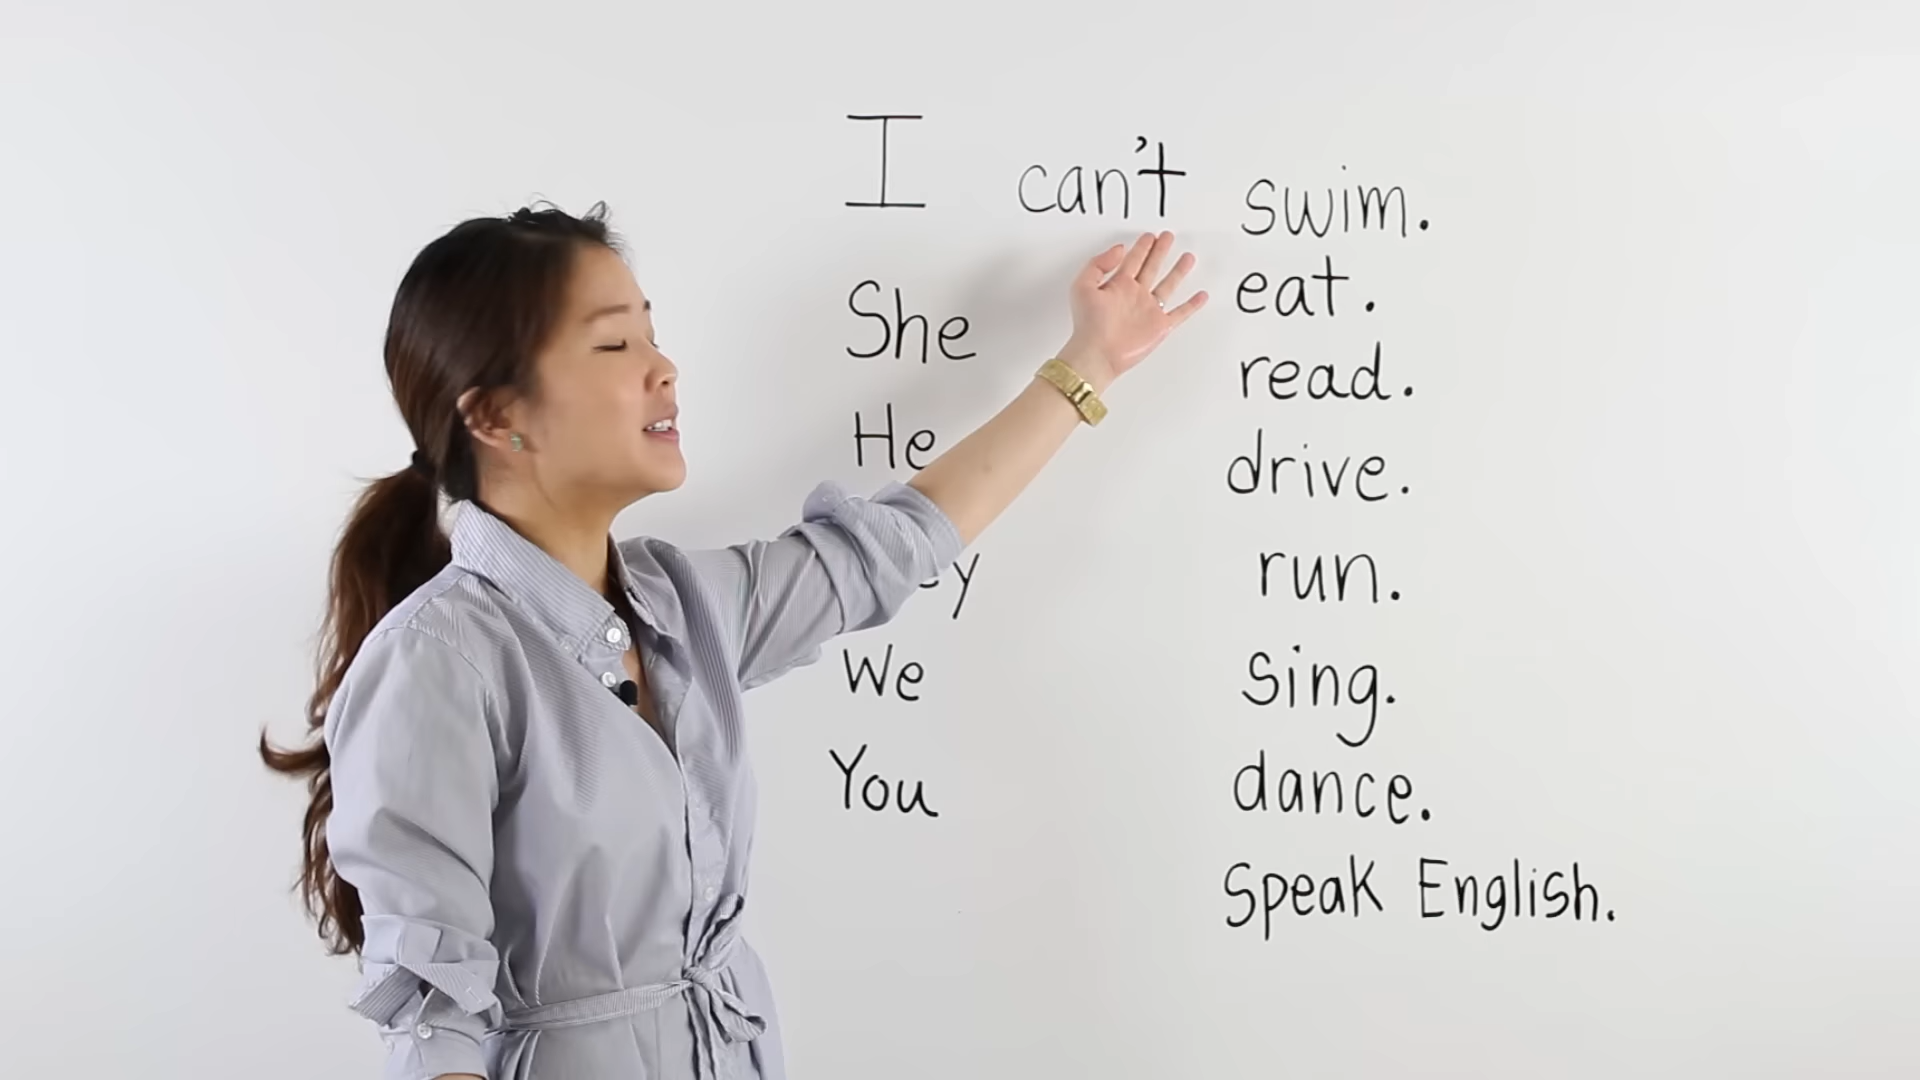 I can't swim.
eat.
She
read.
He
drive.
run.
We
sing.
You
dance.
Speak English.